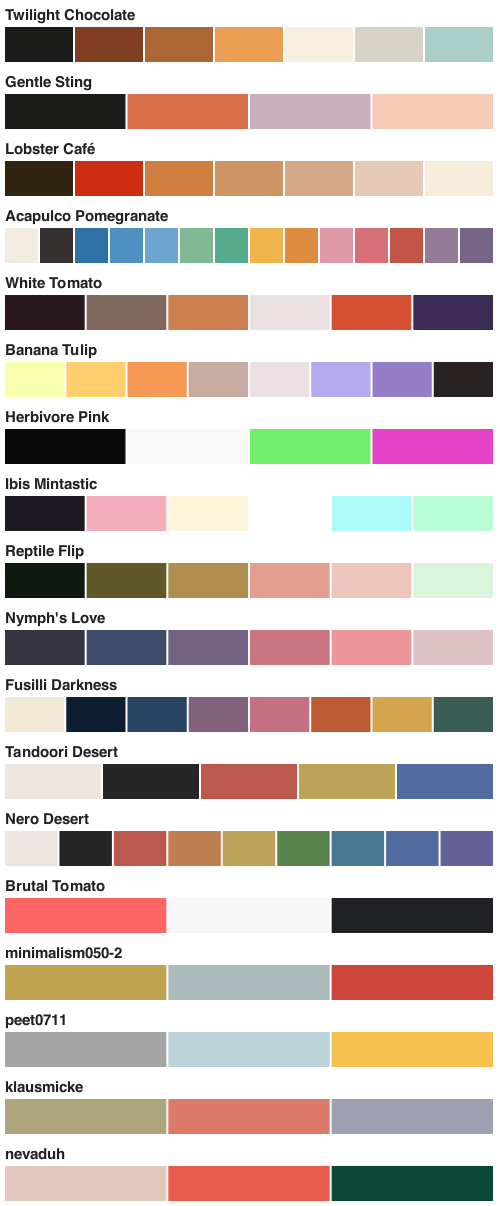 Twilight Chocolate
Gentle Sting
Lobster Café
Acapulco Pomegranate
White Tomato
Banana Tulip
Herbivore Pink
Ibis Mintastic
Reptile Flip
Nymph's Love
Fusilli Darkness
Tandoori Desert
Nero Desert
Brutal Tomato
minimalism050-2
peet0711
klausmicke
nevaduh